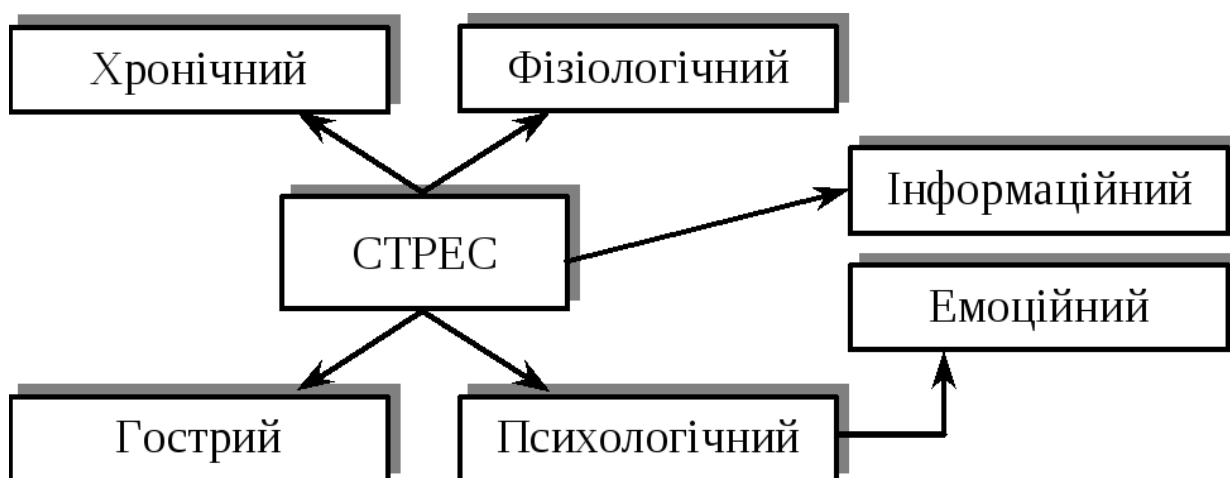 Хронічний
Фізіологічний
Інформаційний
СТРЕС
Емоційний
Гострий
Психологічний